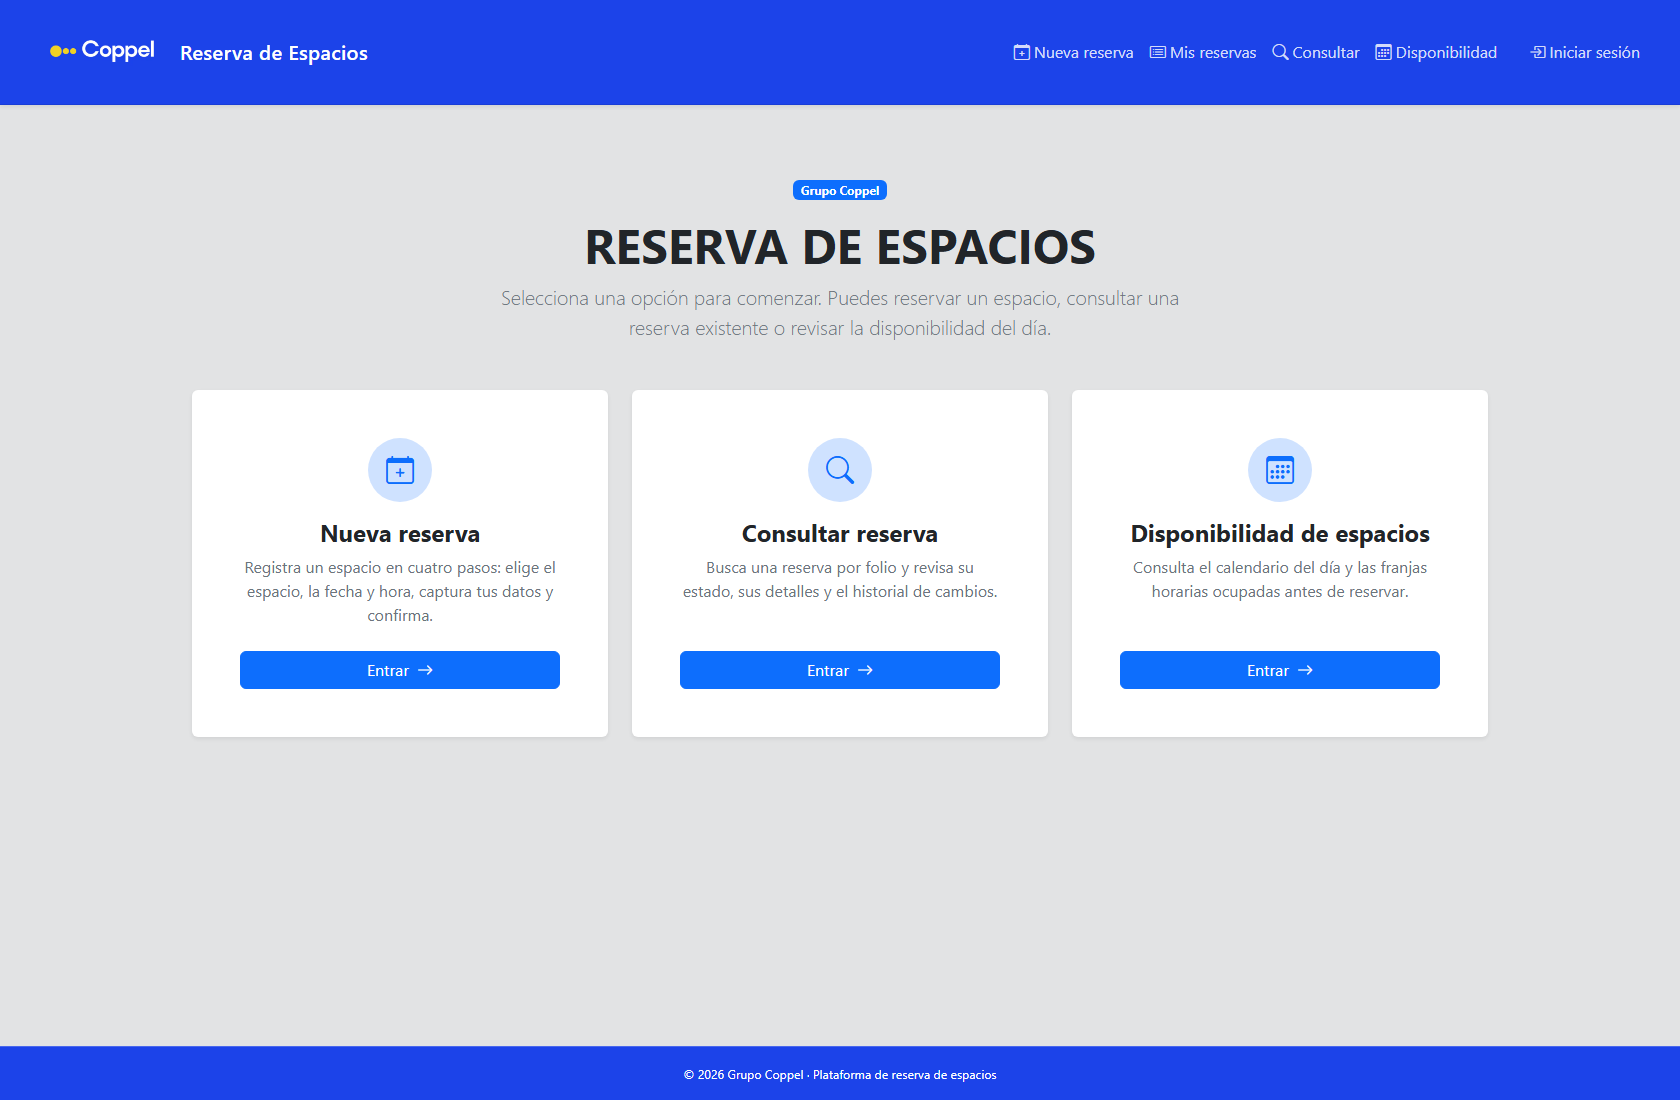 Coppel
Reserva de Espacios
Nueva reserva
Mis reservas
Consultar
Disponibilidad
Iniciar sesión
Grupo Coppel
RESERVA DE ESPACIOS
Selecciona una opción para comenzar. Puedes reservar un espacio, consultar una
reserva existente o revisar la disponibilidad del día.
Nueva reserva
Registra un espacio en cuatro pasos: elige el
espacio, la fecha y hora, captura tus datos y
confirma.
Entrar →
Consultar reserva
Busca una reserva por folio y revisa su
estado, sus detalles y el historial de cambios.
Entrar →
Disponibilidad de espacios
Consulta el calendario del día y las franjas
horarias ocupadas antes de reservar.
Entrar →
© 2026 Grupo Coppel · Plataforma de reserva de espacios